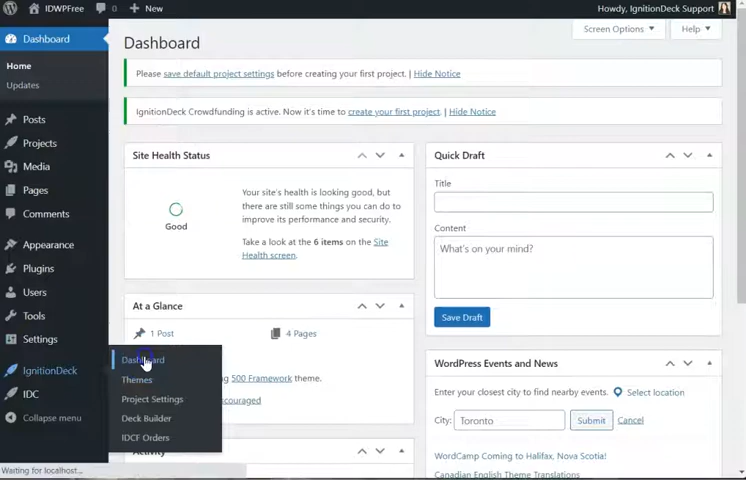 IDWPFree
0
New
Howdy, IgnitionDeck Support
Dashboard
Home
Updates
Posts
Projects
Media
Pages
Comments
Appearance
Plugins
Users
Tools
Settings
IgnitionDeck
IDC
Collapse menu
Dashboard
Themes
Project Settings
Deck Builder
IDCF Orders
Dashboard
Screen Options
Help
Please save default project settings before creating your first project. | Hide Notice
IgnitionDeck Crowdfunding is active. Now it's time to create your first project. | Hide Notice
Site Health Status
Good
Your site's health is looking good, but
there are still some things you can do to
improve its performance and security.
Take a look at the 6 items on the Site
Health screen.
At a Glance
1 Post
4 Pages
500 Framework theme.
Quick Draft
Title
Content
What's on your mind?
Save Draft
WordPress Events and News
Enter your closest city to find nearby events.
Select location
City:
Toronto
Submit
Cancel
WordCamp Coming to Halifax, Nova Scotia!
Canadian English Theme Translations
Waiting for localhost...